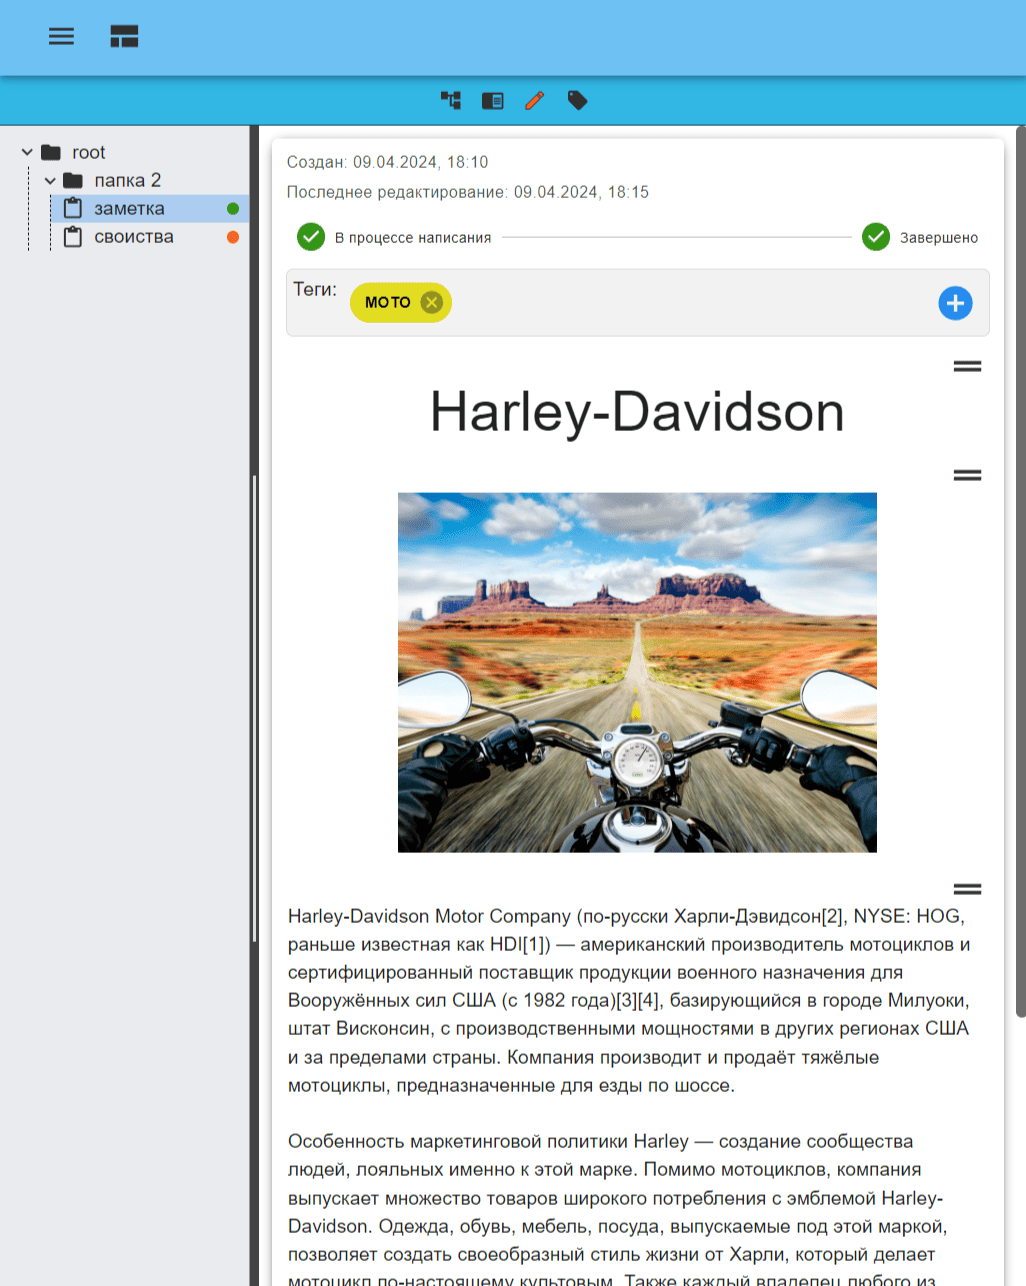 root
папка 2
заметка
своиства
Создан: 09.04.2024, 18:10
Последнее редактирование: 09.04.2024, 18:15
В процессе написания
Завершено
Теги:
МОТО
Harley-Davidson
Harley-Davidson Motor Company (по-русски Харли-Дэвидсон[2], NYSE: HOG,
раньше известная как HDI[1]) — американский производитель мотоциклов и
сертифицированный поставщик продукции военного назначения для
Вооружённых сил США (с 1982 года)[3][4], базирующийся в городе Милуоки,
штат Висконсин, с производственными мощностями в других регионах США
и за пределами страны. Компания производит и продаёт тяжёлые
мотоциклы, предназначенные для езды по шоссе.
Особенность маркетинговой политики Harley — создание сообщества
людей, лояльных именно к этой марке. Помимо мотоциклов, компания
выпускает множество товаров широкого потребления с эмблемой Harley-
Davidson. Одежда, обувь, мебель, посуда, выпускаемые под этой маркой,
позволяет создать своеобразный стиль жизни от Харли, который делает
мотоцикл по-настоящему культовым. Также каждый владелец любого из